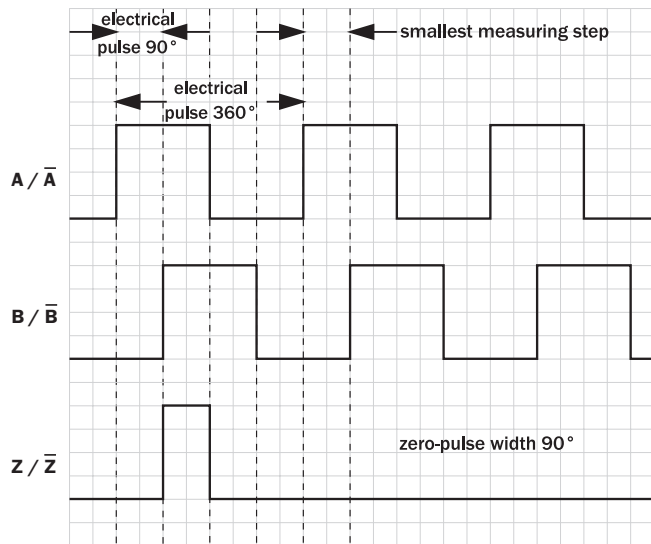 electrical
pulse 90°
smallest measuring step
electrical
pulse 360°
A / A̅
B / B̅
Z / Z̅
zero-pulse width 90°